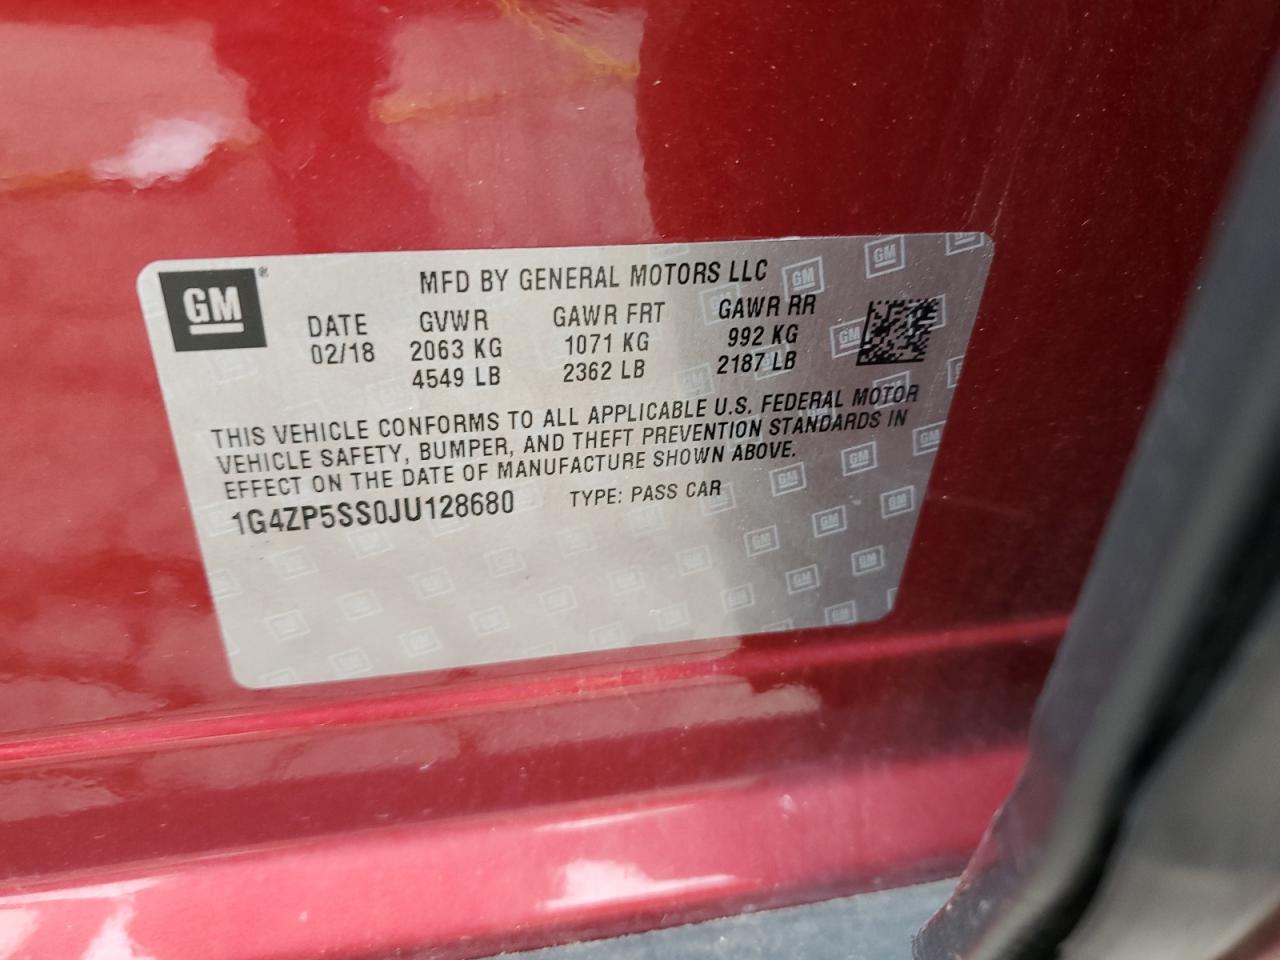 GM
MFD BY GENERAL MOTORS LLC
DATE GVWR GAWR FRT GAWR RR
02/18 2063 KG 1071 KG 992 KG
4549 LB 2362 LB 2187 LB
THIS VEHICLE CONFORMS TO ALL APPLICABLE U.S. FEDERAL MOTOR
VEHICLE SAFETY, BUMPER, AND THEFT PREVENTION STANDARDS IN
EFFECT ON THE DATE OF MANUFACTURE SHOWN ABOVE.
1G4ZP5SS0JU128680 TYPE: PASS CAR